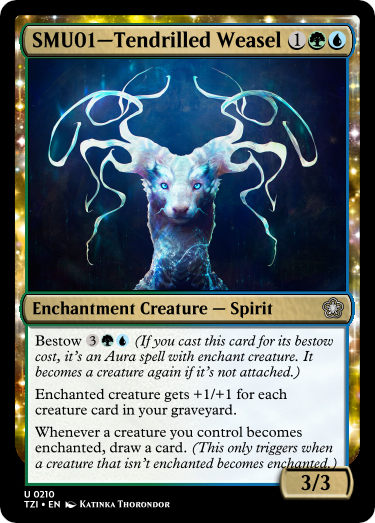 SMU01—Tendrilled Weasel 1
Enchantment Creature — Spirit
Bestow 3 (If you cast this card for its bestow
cost, it's an Aura spell with enchant creature. It
becomes a creature again if it's not attached.)
Enchanted creature gets +1/+1 for each
creature card in your graveyard.
Whenever a creature you control becomes
enchanted, draw a card. (This only triggers when
a creature that isn't enchanted becomes enchanted.)
3/3
U 0210
TZI • EN Katinka Thorondor